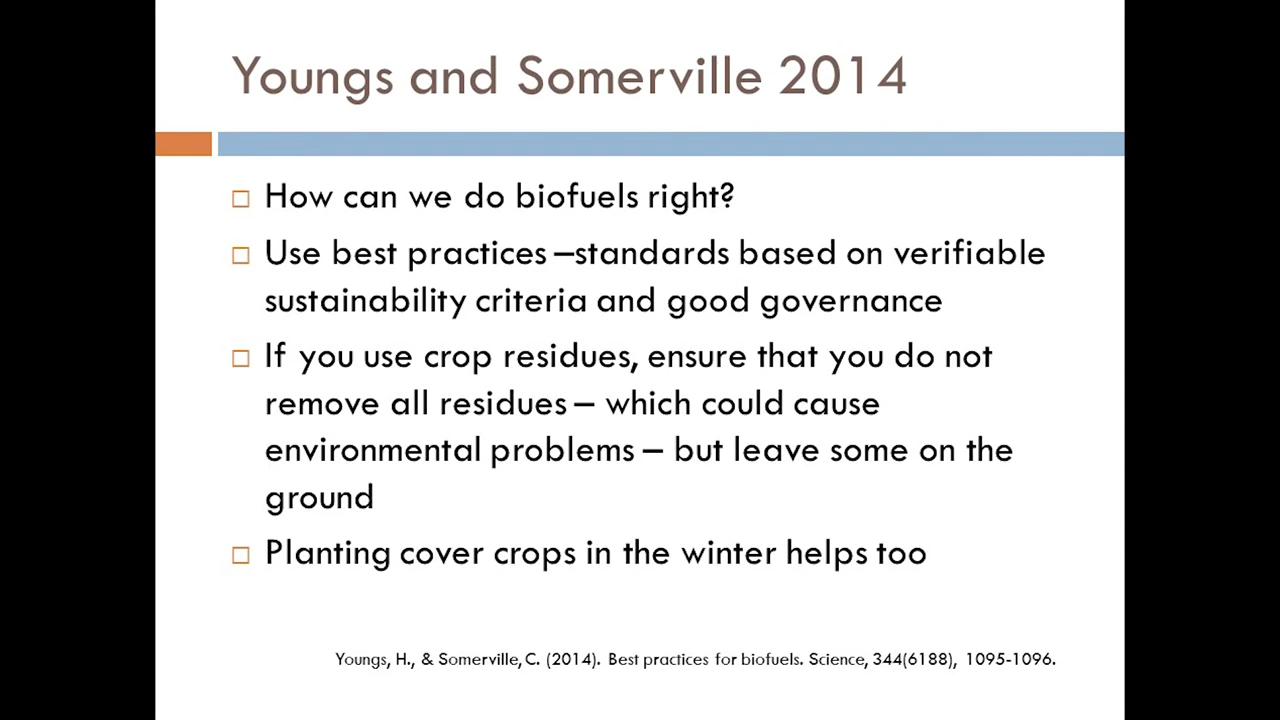 Youngs and Somerville 2014
How can we do biofuels right?
Use best practices –standards based on verifiable
sustainability criteria and good governance
If you use crop residues, ensure that you do not
remove all residues – which could cause
environmental problems – but leave some on the
ground
Planting cover crops in the winter helps too
Youngs, H., & Somerville, C. (2014). Best practices for biofuels. Science, 344(6188), 1095-1096.